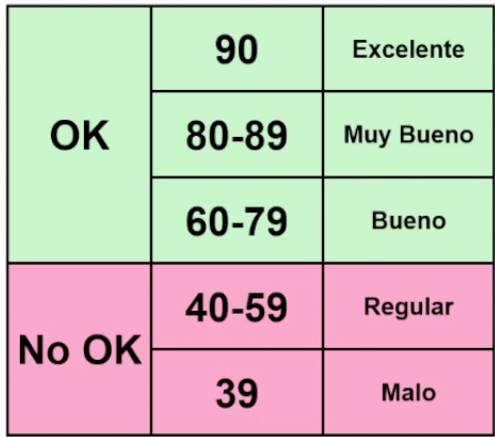 OK
90
Excelente
80-89
Muy Bueno
60-79
Bueno
No OK
40-59
Regular
39
Malo